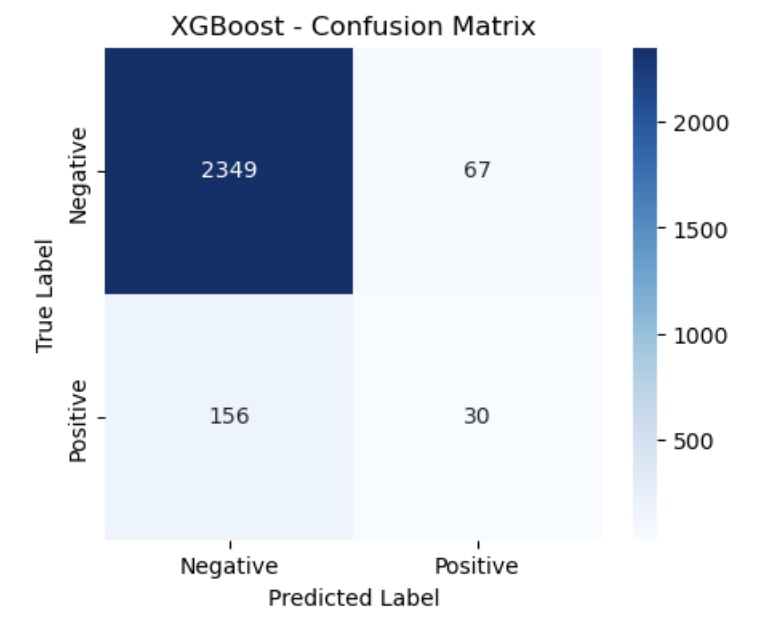 XGBoost - Confusion Matrix
True Label
Negative
Positive
2349
67
156
30
Negative
Positive
Predicted Label
2000
1500
1000
500